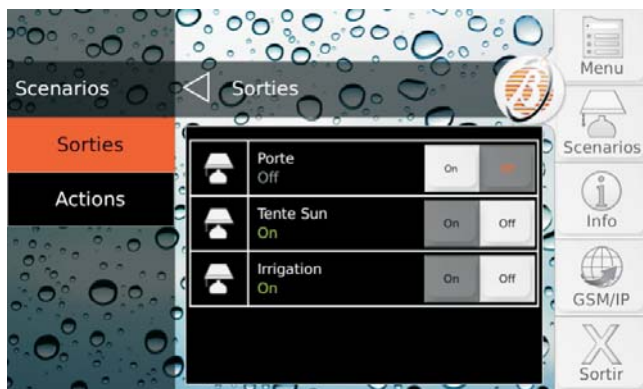 Scenarios
Sorties
Actions
Sorties
Porte
Off
On
Off
Tente Sun
On
On
Off
Irrigation
On
On
Off
Menu
Scenarios
Info
GSM/IP
Sortir